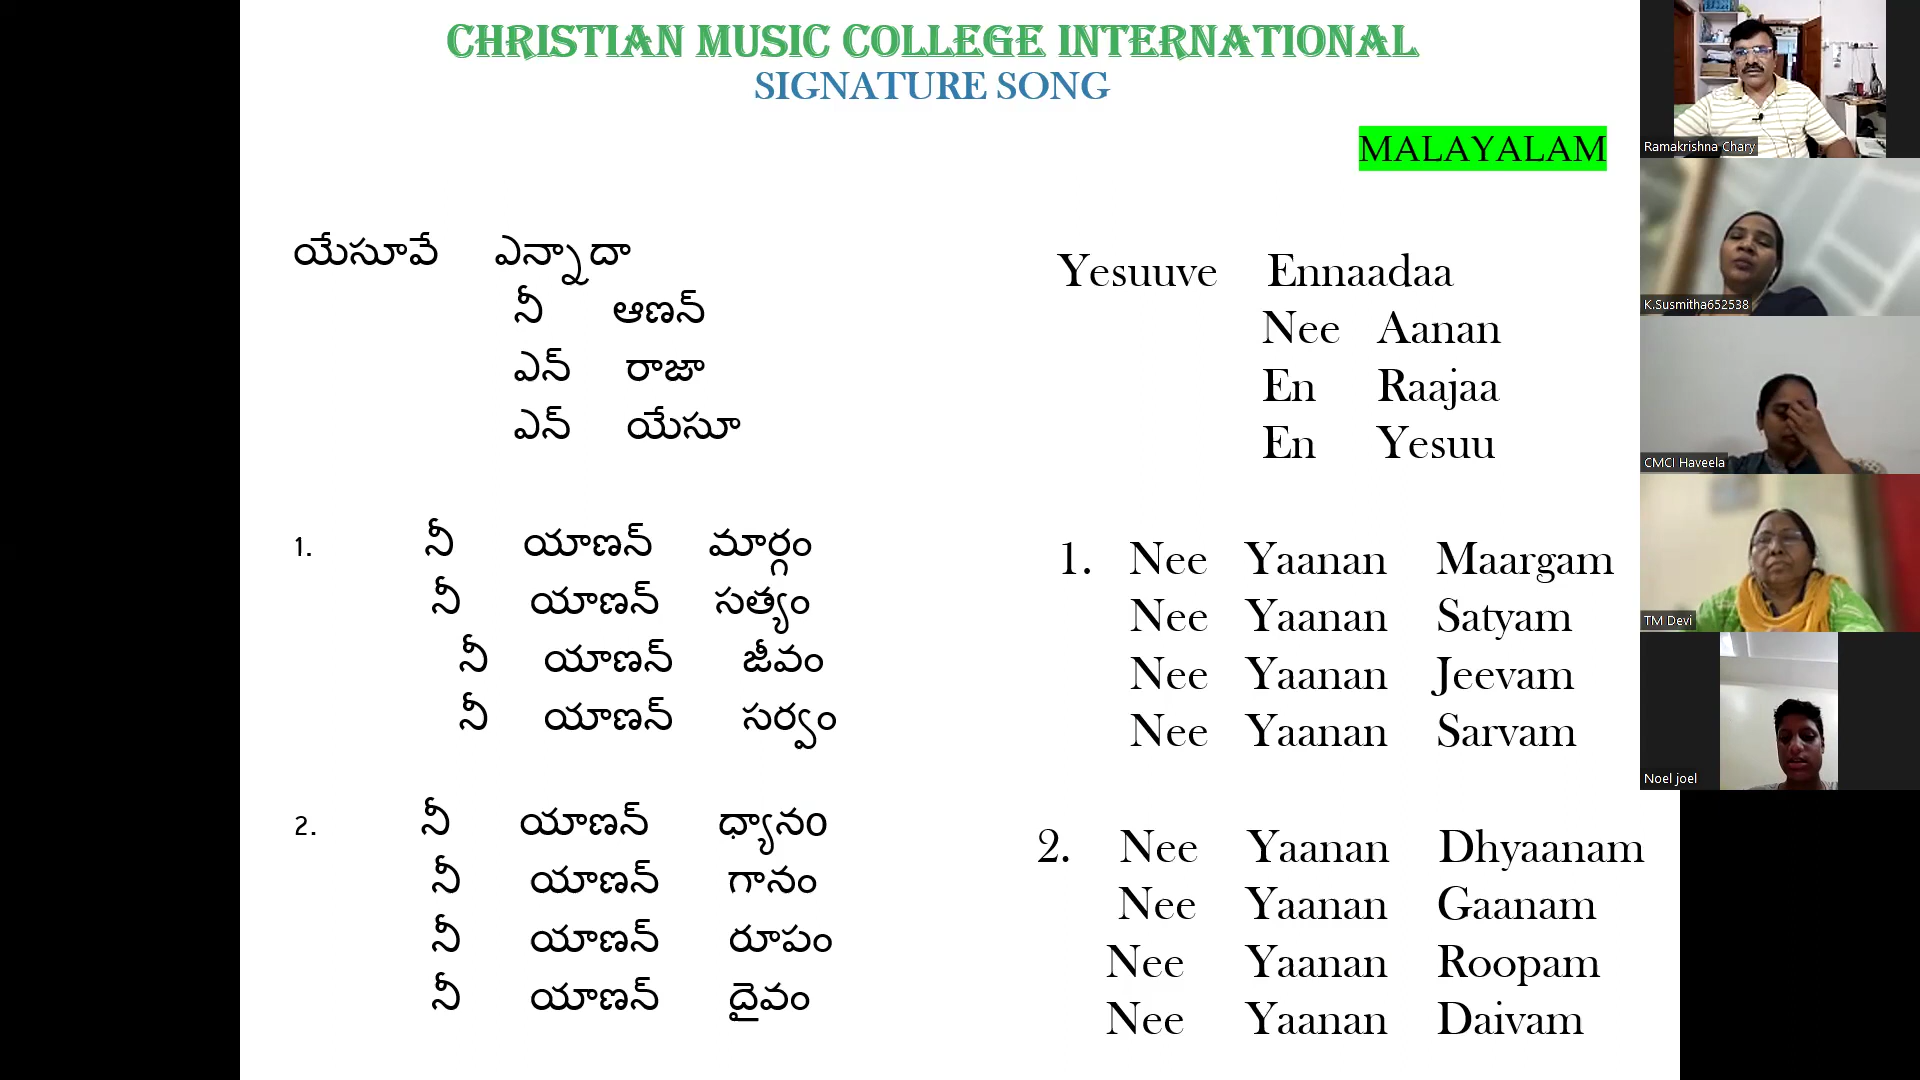 CHRISTIAN MUSIC COLLEGE INTERNATIONAL
SIGNATURE SONG
MALAYALAM
యేసూవే ఎన్నాదా
నీ ఆణన్
ఎన్ రాజా
ఎన్ యేసూ
1. నీ యాణన్ మార్గం
నీ యాణన్ సత్యం
నీ యాణన్ జీవం
నీ యాణన్ సర్వం
2. నీ యాణన్ ధ్యానం
నీ యాణన్ గానం
నీ యాణన్ రూపం
నీ యాణన్ దైవం
Yesuuve Ennaadaa
Nee Aanan
En Raajaa
En Yesuu
1. Nee Yaanan Maargam
Nee Yaanan Satyam
Nee Yaanan Jeevam
Nee Yaanan Sarvam
2. Nee Yaanan Dhyaanam
Nee Yaanan Gaanam
Nee Yaanan Roopam
Nee Yaanan Daivam
Ramakrishna Chary
K.Susmitha652538
CMCI Haveela
TM Devi
Noel joel